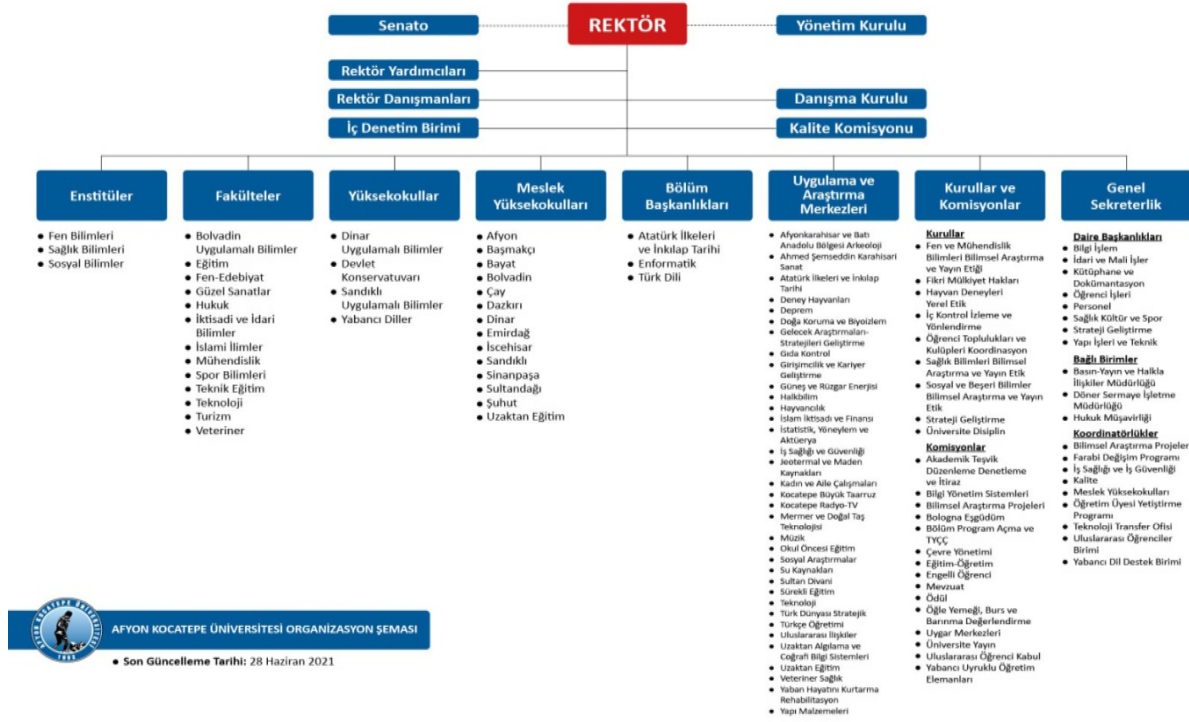 Senato
REKTÖR
Yönetim Kurulu
Rektör Yardımcıları
Rektör Danışmanları
Danışma Kurulu
İç Denetim Birimi
Kalite Komisyonu
Enstitüler
• Fen Bilimleri
• Sağlık Bilimleri
• Sosyal Bilimler
Fakülteler
• Bolvadin
Uygulamalı Bilimler
• Eğitim
• Fen-Edebiyat
• Güzel Sanatlar
• Hukuk
• İktisadi ve İdari
Bilimler
• İslami İlimler
• Mühendislik
• Spor Bilimleri
• Teknik Eğitim
• Teknoloji
• Turizm
• Veteriner
Yüksekokullar
• Dinar
Uygulamalı Bilimler
• Devlet
Konservatuvarı
• Sandıklı
Uygulamalı Bilimler
• Yabancı Diller
Meslek
Yüksekokulları
• Afyon
• Başmakçı
• Bayat
• Bolvadin
• Çay
• Dazkırı
• Dinar
• Emirdağ
• İscehisar
• Sandıklı
• Sinanpaşa
• Sultandağı
• Şuhut
• Uzaktan Eğitim
Bölüm
Başkanlıkları
• Atatürk İlkeleri
ve İnkılap Tarihi
• Enformatik
• Türk Dili
Uygulama ve
Araştırma
Merkezleri
• Afyonkarahisar ve Batı
Anadolu Bölgesi Arkeoloji
• Ahmed Şemseddin Karahisari
Sanat
• Atatürk İlkeleri ve İnkılap
Tarihi
• Deney Hayvanları
• Deprem
• Doğa Koruma ve Biyoizlem
• Gelecek Araştırmaları-
Stratejileri Geliştirme
• Gıda Kontrol
• Girişimcilik ve Kariyer
Geliştirme
• Güneş ve Rüzgar Enerjisi
• Halkbilim
• Hayvancılık
• İslam İktisadı ve Finansı
• İstatistik, Yöneylem ve
Aktüerya
• İş Sağlığı ve Güvenliği
• Jeotermal ve Maden
Kaynakları
• Kadın ve Aile Çalışmaları
• Kocatepe Büyük Taarruz
• Kocatepe Radyo-TV
• Mermer ve Doğal Taş
Teknolojisi
• Müzik
• Okul Öncesi Eğitim
• Sosyal Araştırmalar
• Su Kaynakları
• Sultan Divani
• Sürekli Eğitim
• Teknoloji
• Türk Dünyası Stratejik
• Türkçe Öğretimi
• Uluslararası İlişkiler
• Uzaktan Algılama ve
Coğrafi Bilgi Sistemleri
• Uzaktan Eğitim
• Veteriner Sağlık
• Yaban Hayatını Kurtarma
Rehabilitasyon
• Yapı Malzemeleri
Kurullar ve
Komisyonlar
Kurullar
• Fen ve Mühendislik
Bilimleri Bilimsel Araştırma
ve Yayın Etiği
• Fikri Mülkiyet Hakları
• Hayvan Deneyleri
Yerel Etik
• İç Kontrol İzleme ve
Yönlendirme
• Öğrenci Toplulukları ve
Kulüpleri Koordinasyon
• Sağlık Bilimleri Bilimsel
Araştırma ve Yayın Etik
• Sosyal ve Beşeri Bilimler
Bilimsel Araştırma ve Yayın
Etik
• Strateji Geliştirme
• Üniversite Disiplin
Komisyonlar
• Akademik Teşvik
Düzenleme Denetleme
ve İtiraz
• Bilgi Yönetim Sistemleri
• Bilimsel Araştırma Projeleri
• Bologna Eşgüdüm
• Bölüm Program Açma ve
TYÇÇ
• Çevre Yönetimi
• Eğitim-Öğretim
• Engelli Öğrenci
• Mevzuat
• Ödül
• Öğle Yemeği, Burs ve
Barınma Değerlendirme
• Uygar Merkezleri
• Üniversite Yayın
• Uluslararası Öğrenci Kabul
• Yabancı Uyruklu Öğretim
Elemanları
Genel
Sekreterlik
Daire Başkanlıkları
• Bilgi İşlem
• İdari ve Mali İşler
• Kütüphane ve
Dokümantasyon
• Öğrenci İşleri
• Personel
• Sağlık Kültür ve Spor
• Strateji Geliştirme
• Yapı İşleri ve Teknik
Bağlı Birimler
• Basın-Yayın ve Halkla
İlişkiler Müdürlüğü
• Döner Sermaye İşletme
Müdürlüğü
• Hukuk Müşavirliği
Koordinatörlükler
• Bilimsel Araştırma Projeler
• Farabi Değişim Programı
• İş Sağlığı ve İş Güvenliği
• Kalite
• Meslek Yüksekokulları
• Öğretim Üyesi Yetiştirme
Programı
• Teknoloji Transfer Ofisi
• Uluslararası Öğrenciler
Birimi
• Yabancı Dil Destek Birimi
AFYON KOCATEPE ÜNİVERSİTESİ
1992
AFYON KOCATEPE ÜNİVERSİTESİ ORGANİZASYON ŞEMASI
• Son Güncelleme Tarihi: 28 Haziran 2021